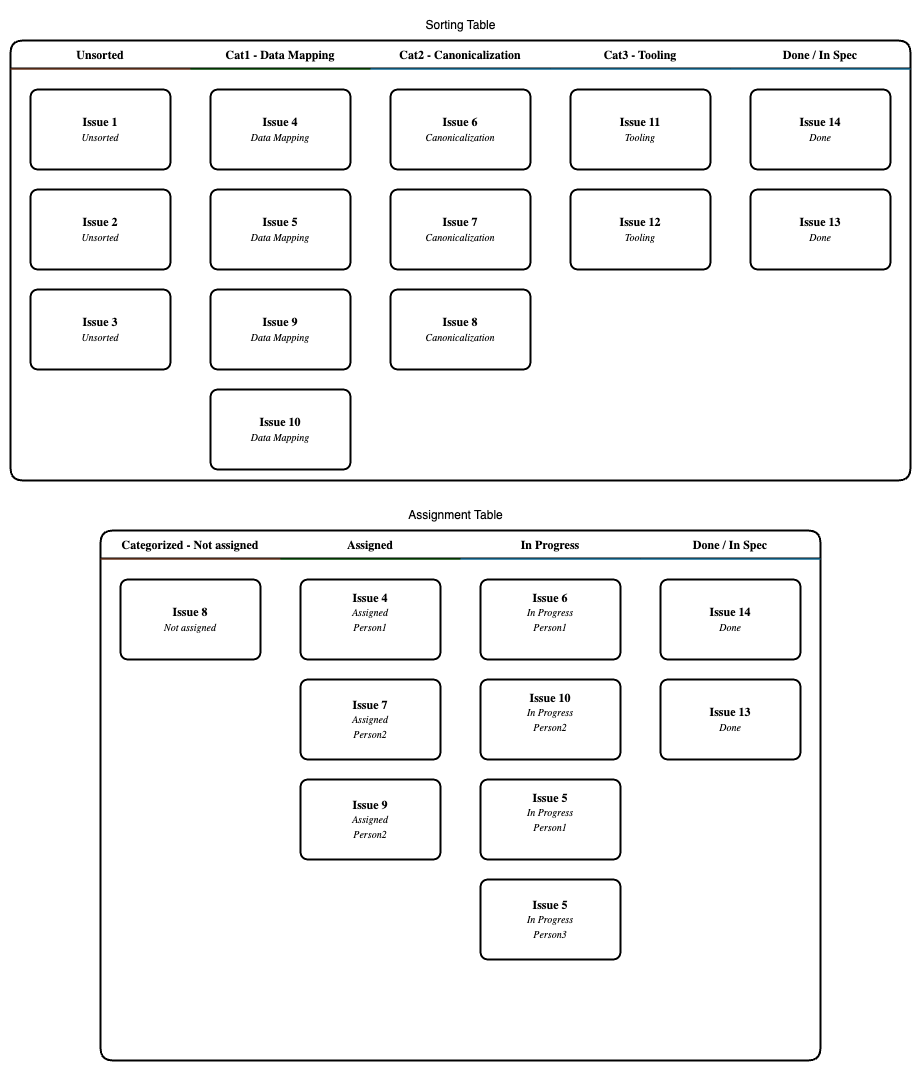 Sorting Table
Unsorted
Cat1 - Data Mapping
Cat2 - Canonicalization
Cat3 - Tooling
Done / In Spec
Issue 1
Unsorted
Issue 4
Data Mapping
Issue 6
Canonicalization
Issue 11
Tooling
Issue 14
Done
Issue 2
Unsorted
Issue 5
Data Mapping
Issue 7
Canonicalization
Issue 12
Tooling
Issue 13
Done
Issue 3
Unsorted
Issue 9
Data Mapping
Issue 8
Canonicalization
Issue 10
Data Mapping
Assignment Table
Categorized - Not assigned
Assigned
In Progress
Done / In Spec
Issue 8
Not assigned
Issue 4
Assigned
Person1
Issue 6
In Progress
Person1
Issue 14
Done
Issue 7
Assigned
Person2
Issue 10
In Progress
Person2
Issue 13
Done
Issue 9
Assigned
Person2
Issue 5
In Progress
Person1
Issue 5
In Progress
Person3